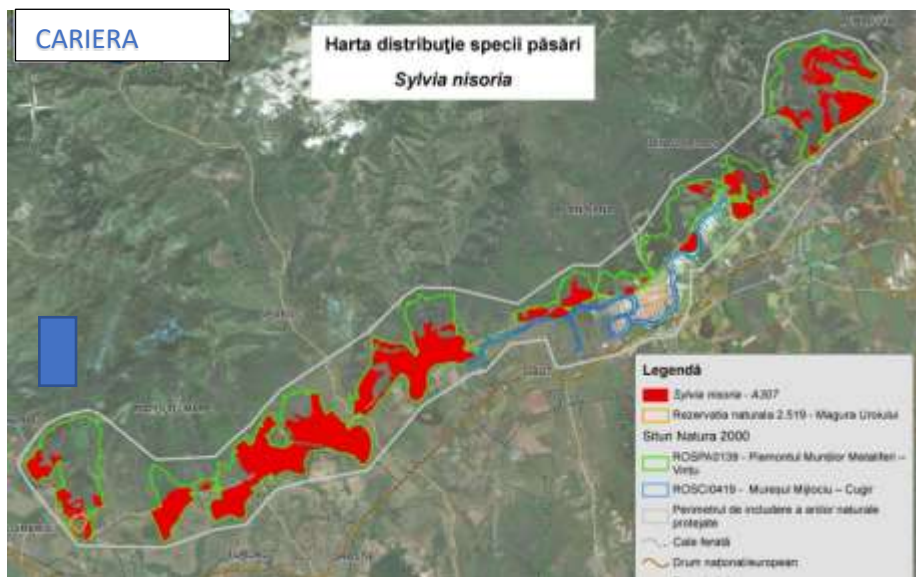 CARIERA
Harta distribuţie specii păsări
Sylvia nisoria
Legendă
Sylvia nisoria - A307
Rezervatia naturala 2.519 - Magura Uroiului
Situri Natura 2000
ROSPA0139 - Piemontul Munţilor Metaliferi –
Vinţu
ROSCI0419 - Mureşul Mijlociu – Cugir
Perimetrul de includere a ariilor naturale
protejate
Cale ferată
Drum naţional/european